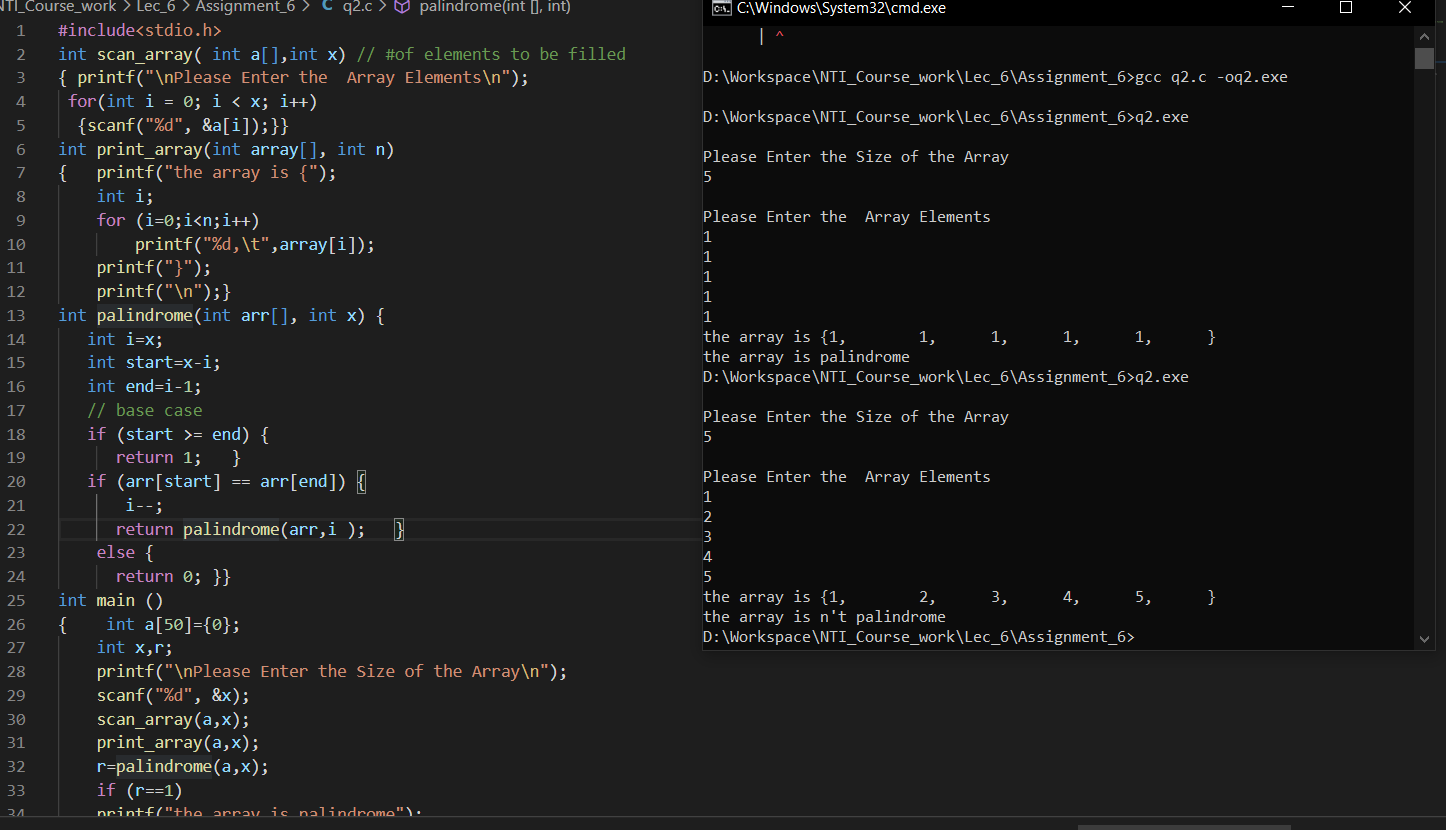 NTI_Course_work > Lec_6 > Assignment_6 > C q2.c > palindrome(int [], int)
1 #include<stdio.h>
2 int scan_array( int a[],int x) // #of elements to be filled
3 { printf("\nPlease Enter the  Array Elements\n");
4 for(int i = 0; i < x; i++)
5 {scanf("%d", &a[i]);}}
6 int print_array(int array[], int n)
7 {   printf("the array is {");
8 int i;
9 for (i=0;i<n;i++)
10 printf("%d,\t",array[i]);
11 printf("}");
12 printf("\n");}
13 int palindrome(int arr[], int x) {
14 int i=x;
15 int start=x-i;
16 int end=i-1;
17 // base case
18 if (start >= end) {
19 return 1;   }
20 if (arr[start] == arr[end]) {
21 i--;
22 return palindrome(arr,i );   }
23 else {
24 return 0; }}
25 int main ()
26 {    int a[50]={0};
27 int x,r;
28 printf("\nPlease Enter the Size of the Array\n");
29 scanf("%d", &x);
30 scan_array(a,x);
31 print_array(a,x);
32 r=palindrome(a,x);
33 if (r==1)
34 printf("the array is palindrome");
C:\Windows\System32\cmd.exe
| ^
D:\Workspace\NTI_Course_work\Lec_6\Assignment_6>gcc q2.c -oq2.exe
D:\Workspace\NTI_Course_work\Lec_6\Assignment_6>q2.exe
Please Enter the Size of the Array
5
Please Enter the  Array Elements
1
1
1
1
1
the array is {1,       1,      1,      1,      1,      }
the array is palindrome
D:\Workspace\NTI_Course_work\Lec_6\Assignment_6>q2.exe
Please Enter the Size of the Array
5
Please Enter the  Array Elements
1
2
3
4
5
the array is {1,       2,      3,      4,      5,      }
the array is n't palindrome
D:\Workspace\NTI_Course_work\Lec_6\Assignment_6>